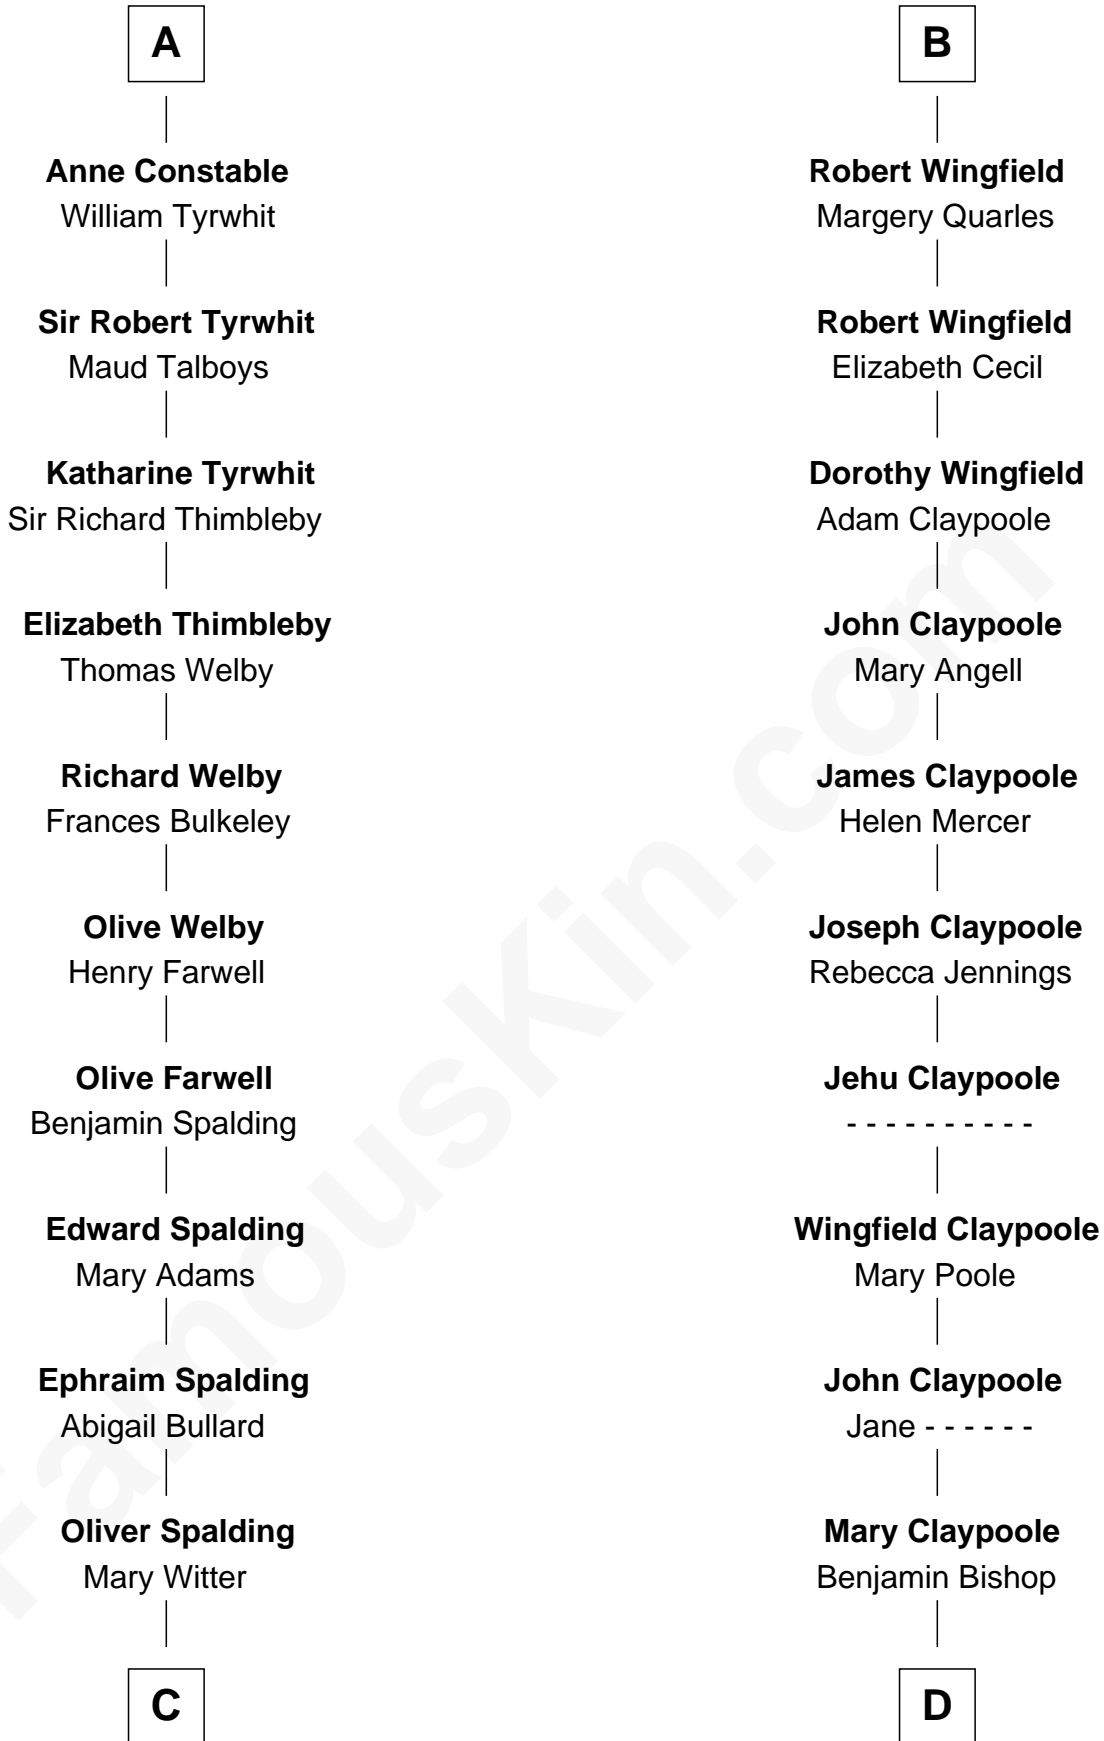 A
Anne Constable
William Tyrwhit
Sir Robert Tyrwhit
Maud Talboys
Katharine Tyrwhit
Sir Richard Thimbleby
Elizabeth Thimbleby
Thomas Welby
Richard Welby
Frances Bulkeley
Olive Welby
Henry Farwell
Olive Farwell
Benjamin Spalding
Edward Spalding
Mary Adams
Ephraim Spalding
Abigail Bullard
Oliver Spalding
Mary Witter
C
B
Robert Wingfield
Margery Quarles
Robert Wingfield
Elizabeth Cecil
Dorothy Wingfield
Adam Claypoole
John Claypoole
Mary Angell
James Claypoole
Helen Mercer
Joseph Claypoole
Rebecca Jennings
Jehu Claypoole
- - - - - - - - - -
Wingfield Claypoole
Mary Poole
John Claypoole
Jane - - - - - -
Mary Claypoole
Benjamin Bishop
D
FamousKin.com